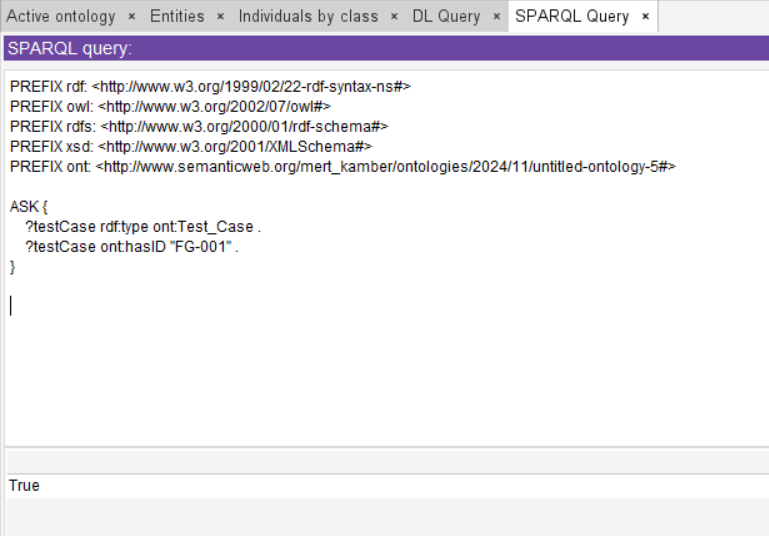 Active ontology × Entities × Individuals by class × DL Query × SPARQL Query ×
SPARQL query:
PREFIX rdf: <http://www.w3.org/1999/02/22-rdf-syntax-ns#>
PREFIX owl: <http://www.w3.org/2002/07/owl#>
PREFIX rdfs: <http://www.w3.org/2000/01/rdf-schema#>
PREFIX xsd: <http://www.w3.org/2001/XMLSchema#>
PREFIX ont: <http://www.semanticweb.org/mert_kamber/ontologies/2024/11/untitled-ontology-5#>
ASK {
?testCase rdf:type ont:Test_Case .
?testCase ont:hasID "FG-001" .
}
True